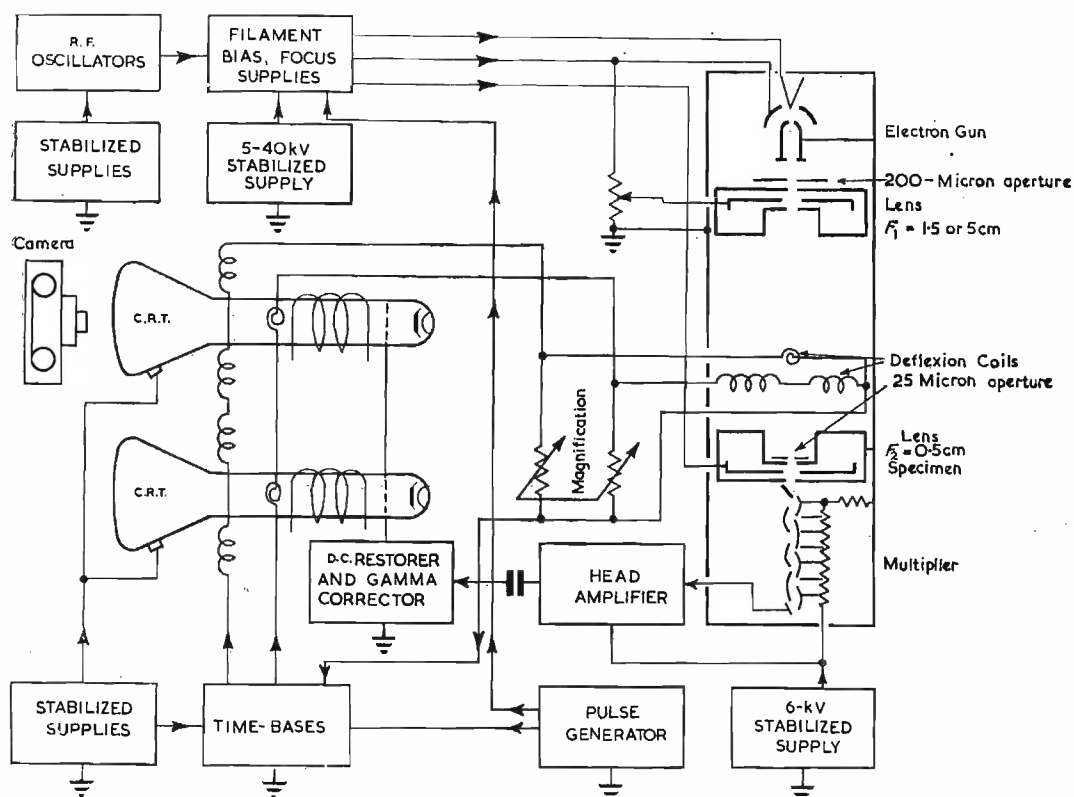 R.F.
OSCILLATORS
FILAMENT
BIAS, FOCUS
SUPPLIES
STABILIZED
SUPPLIES
5-40kV
STABILIZED
SUPPLY
Electron Gun
200-Micron aperture
Lens
F₁ = 1·5 or 5cm
Camera
C.R.T.
Deflexion Coils
25 Micron aperture
Magnification
Lens
F₂ = 0·5cm
Specimen
C.R.T.
D.C. RESTORER
AND GAMMA
CORRECTOR
HEAD
AMPLIFIER
Multiplier
STABILIZED
SUPPLIES
TIME-BASES
PULSE
GENERATOR
6-kV
STABILIZED
SUPPLY